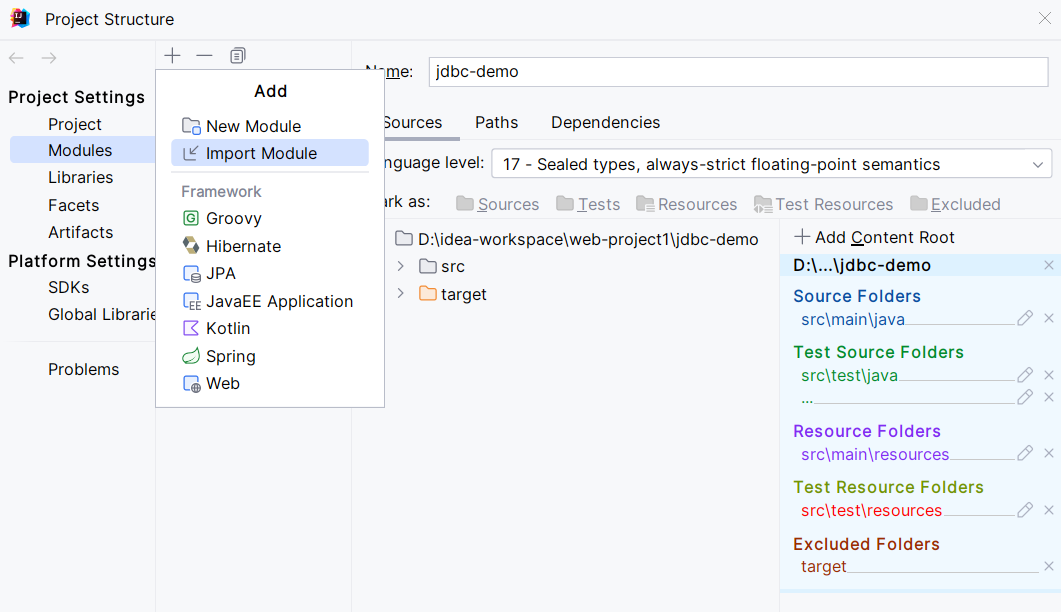 Project Structure
Project Settings
Project
Modules
Libraries
Facets
Artifacts
Platform Settings
SDKs
Global Librarie
Problems
Add
New Module
Import Module
Framework
Groovy
Hibernate
JPA
JavaEE Application
Kotlin
Spring
Web
Name: jdbc-demo
Sources Paths Dependencies
nguage level: 17 - Sealed types, always-strict floating-point semantics
rk as: Sources Tests Resources Test Resources Excluded
D:\idea-workspace\web-project1\jdbc-demo
src
target
Add Content Root
D:\...\jdbc-demo
Source Folders
src\main\java
Test Source Folders
src\test\java
...
Resource Folders
src\main\resources
Test Resource Folders
src\test\resources
Excluded Folders
target